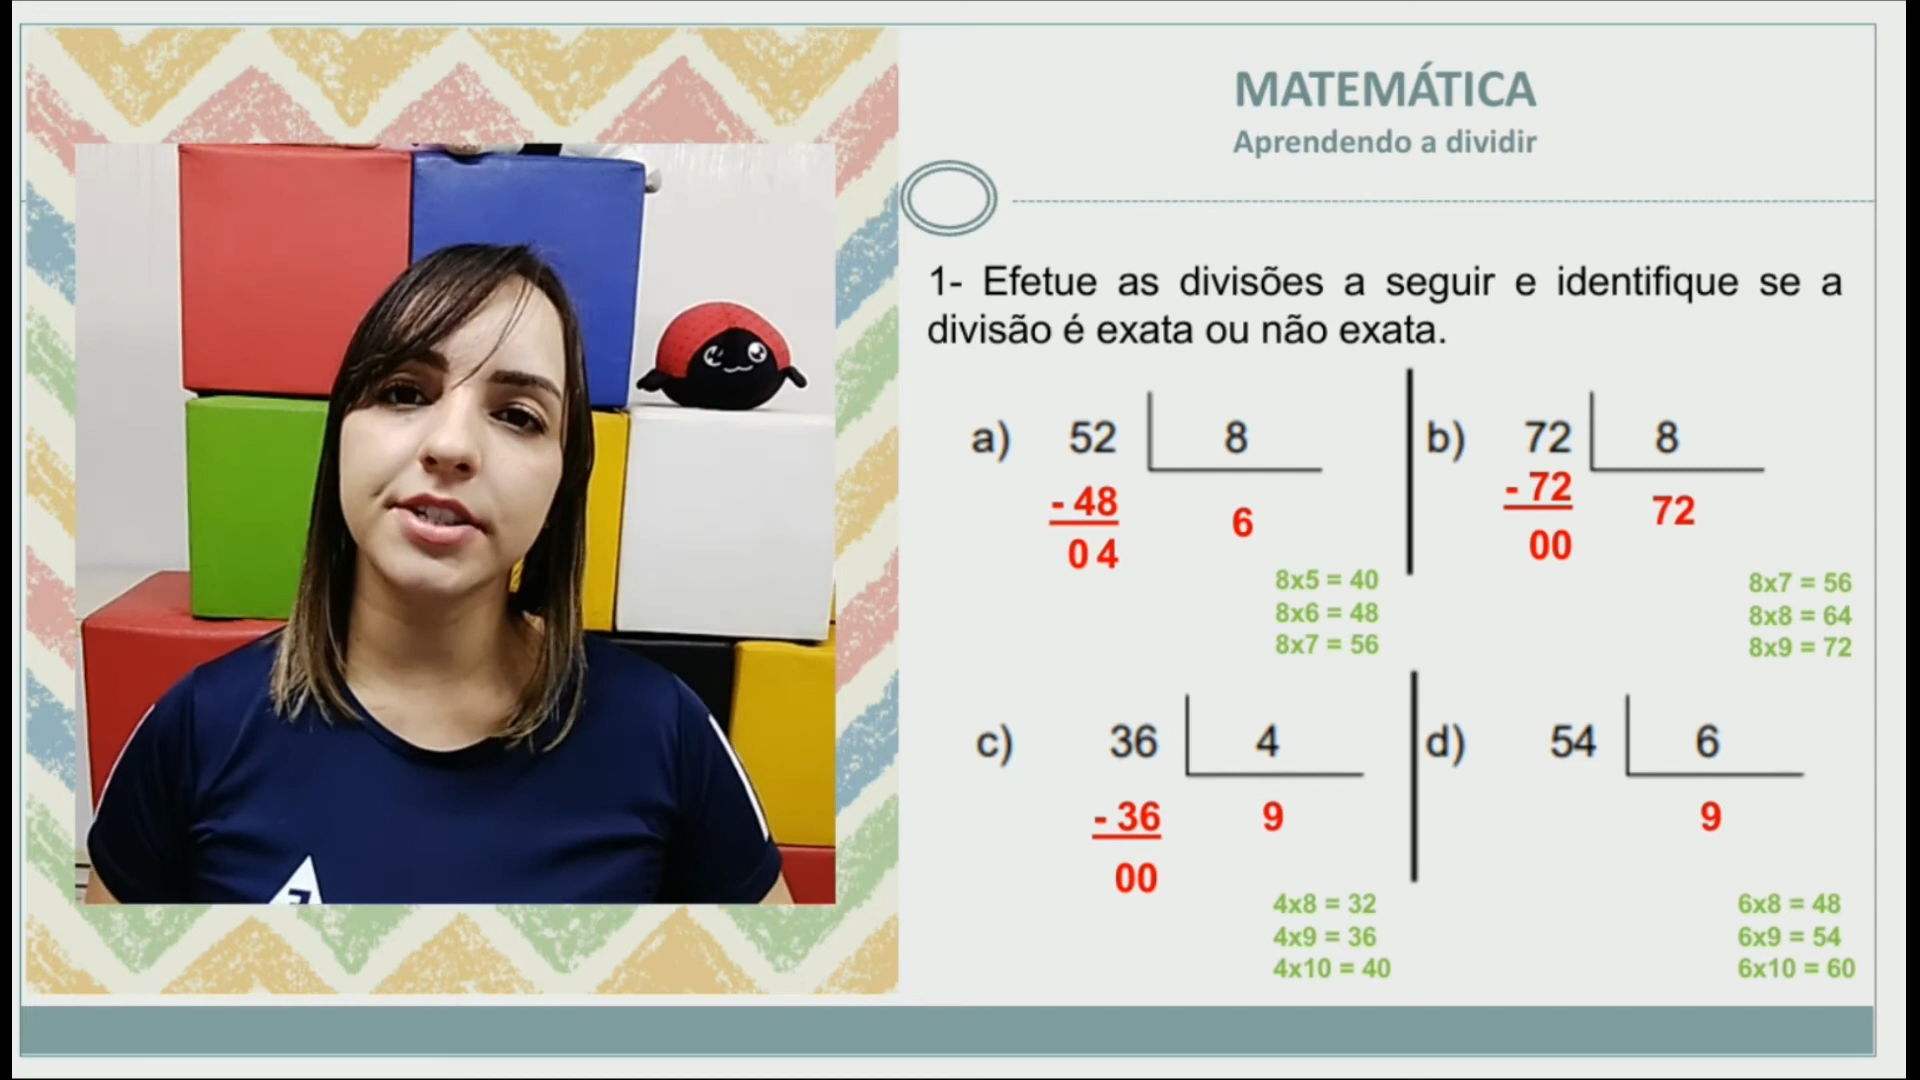 MATEMÁTICA
Aprendendo a dividir
1- Efetue as divisões a seguir e identifique se a
divisão é exata ou não exata.
a) 52 8
- 48
6
0 4
8x5 = 40
8x6 = 48
8x7 = 56
b) 72 8
- 72
72
00
8x7 = 56
8x8 = 64
8x9 = 72
c) 36 4
- 36 9
00
4x8 = 32
4x9 = 36
4x10 = 40
d) 54 6
9
6x8 = 48
6x9 = 54
6x10 = 60